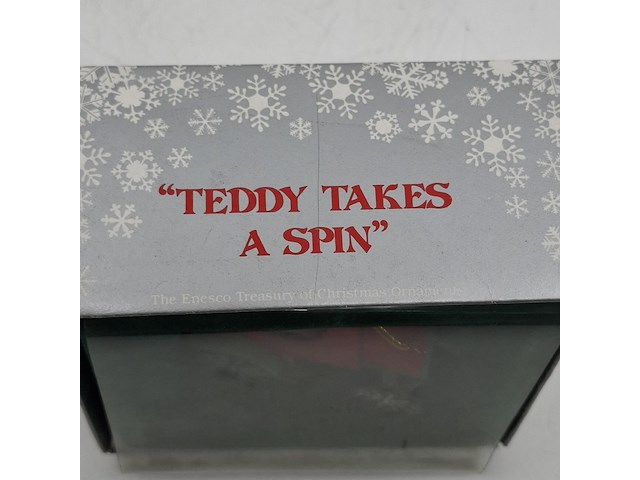 “TEDDY TAKES
A SPIN”
The Enesco Treasury of Christmas Ornaments